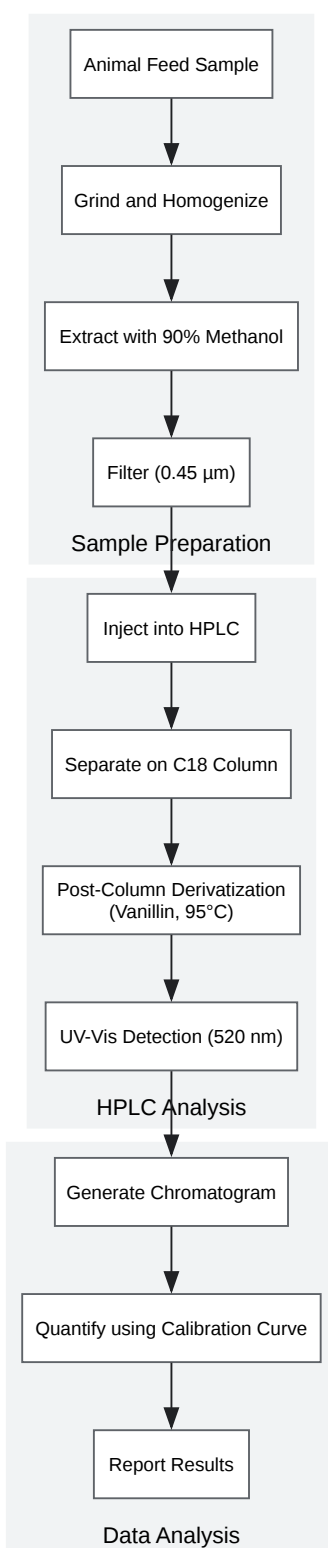 Animal Feed Sample
Grind and Homogenize
Extract with 90% Methanol
Filter (0.45 µm)
Sample Preparation
Inject into HPLC
Separate on C18 Column
Post-Column Derivatization
(Vanillin, 95°C)
UV-Vis Detection (520 nm)
HPLC Analysis
Generate Chromatogram
Quantify using Calibration Curve
Report Results
Data Analysis